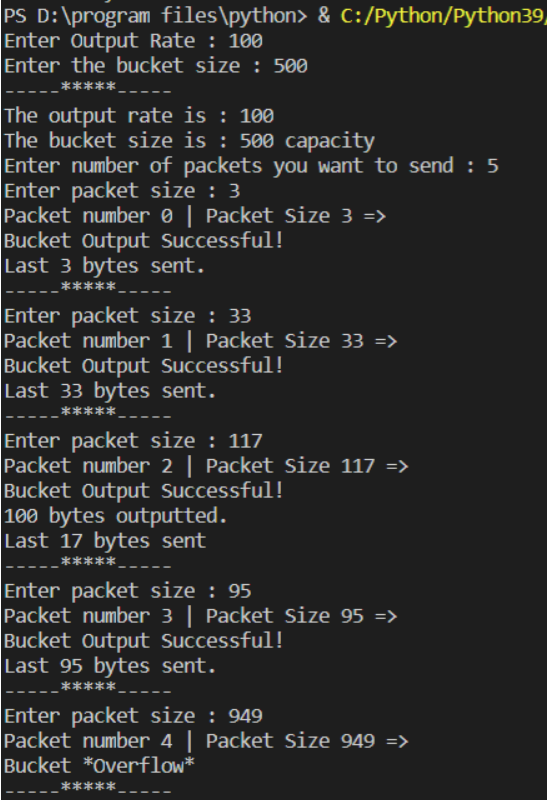 PS D:\program files\python> & C:/Python/Python39/
Enter Output Rate : 100
Enter the bucket size : 500
-----*****-----
The output rate is : 100
The bucket size is : 500 capacity
Enter number of packets you want to send : 5
Enter packet size : 3
Packet number 0 | Packet Size 3 =>
Bucket Output Successful!
Last 3 bytes sent.
-----*****-----
Enter packet size : 33
Packet number 1 | Packet Size 33 =>
Bucket Output Successful!
Last 33 bytes sent.
-----*****-----
Enter packet size : 117
Packet number 2 | Packet Size 117 =>
Bucket Output Successful!
100 bytes outputted.
Last 17 bytes sent
-----*****-----
Enter packet size : 95
Packet number 3 | Packet Size 95 =>
Bucket Output Successful!
Last 95 bytes sent.
-----*****-----
Enter packet size : 949
Packet number 4 | Packet Size 949 =>
Bucket *Overflow*
-----*****-----